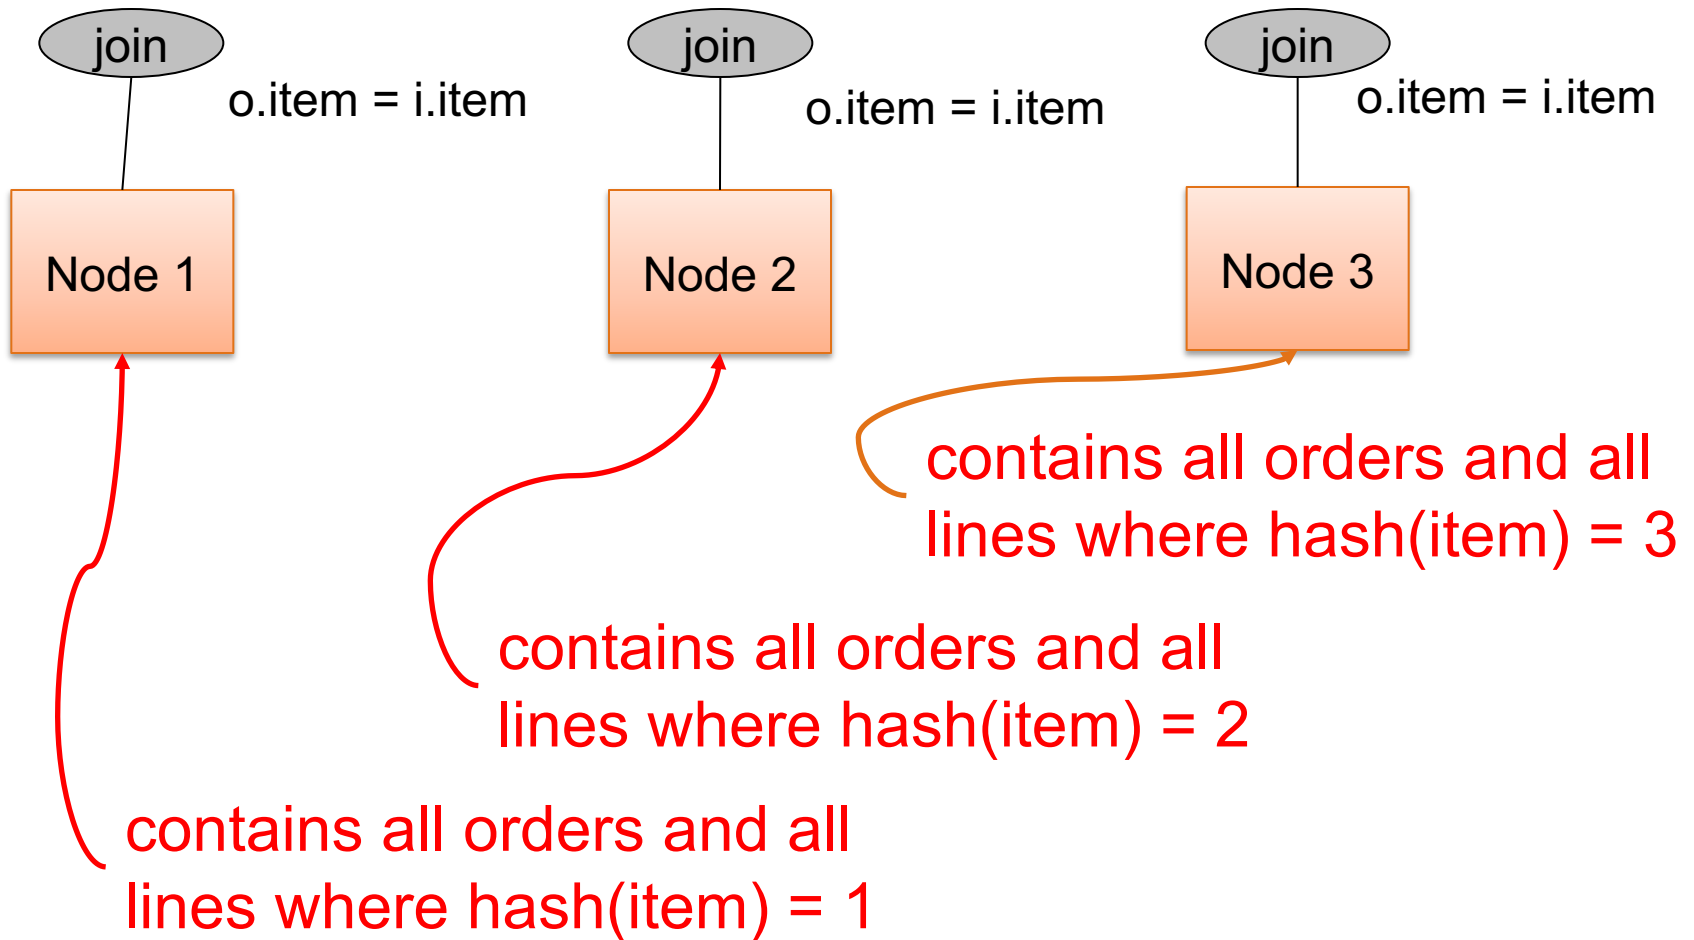 join
join
join
o.item = i.item
o.item = i.item
o.item = i.item
Node 1
Node 2
Node 3
contains all orders and all
lines where hash(item) = 3
contains all orders and all
lines where hash(item) = 2
contains all orders and all
lines where hash(item) = 1